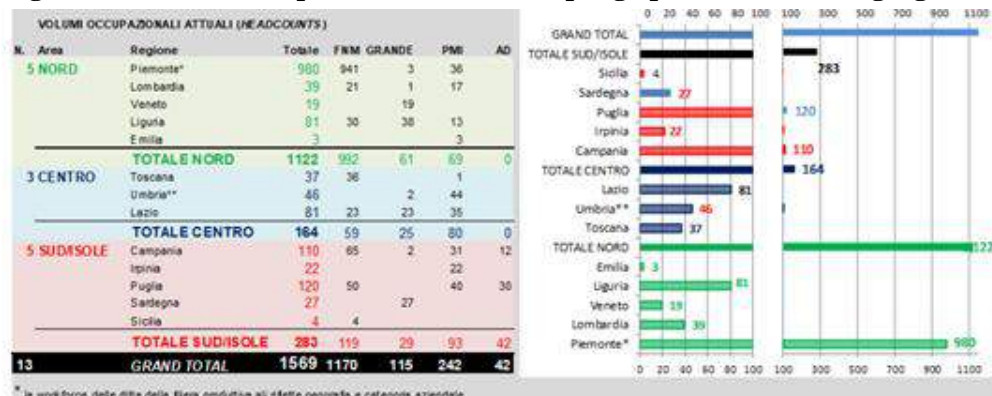 VOLUMI OCCUPAZIONALI ATTUALI (HEADCOUNTS)
N. Area Regione Totale FNM GRANDE PMI AD
5 NORD Piemonte* 980 941 3 36
Lombardia 39 21 1 17
Veneto 19 19
Liguria 81 30 38 13
Emilia 3 3
TOTALE NORD 1122 992 61 69 0
3 CENTRO Toscana 37 36 1
Umbria** 46 2 44
Lazio 81 23 23 35
TOTALE CENTRO 164 59 25 80 0
5 SUD/ISOLE Campania 110 65 2 31 12
Irpinia 22 22
Puglia 120 50 40 30
Sardegna 27 27
Sicilia 4 4
TOTALE SUD/ISOLE 283 119 29 93 42
13 GRAND TOTAL 1569 1170 115 242 42
0 20 40 60 80 100 100 300 500 700 900 1100
GRAND TOTAL
TOTALE SUD/ISOLE 283
Sicilia 4
Sardegna 27
Puglia 120
Irpinia 22
Campania 110
TOTALE CENTRO 164
Lazio 81
Umbria** 46
Toscana 37
TOTALE NORD 122
Emilia 3
Liguria 81
Veneto 19
Lombardia 39
Piemonte* 980
0 20 40 60 80 100 100 300 500 700 900 1100